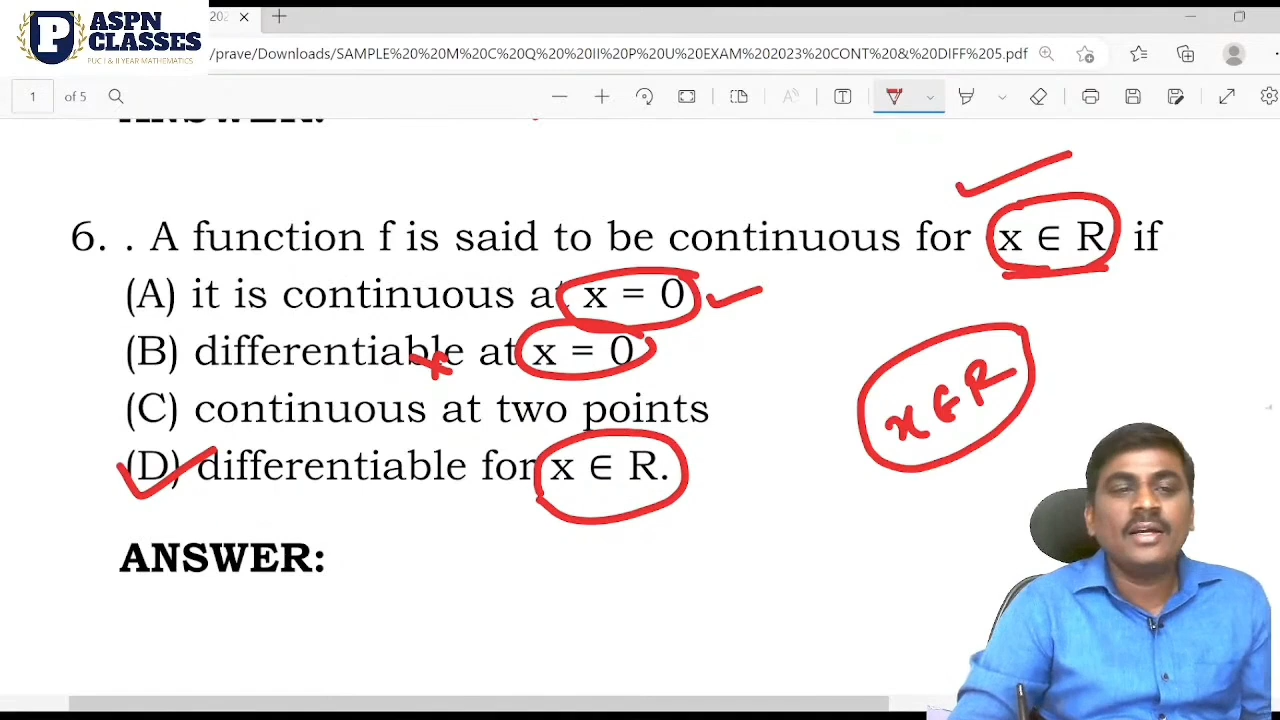 ASPN
CLASSES
PUC I & II YEAR MATHEMATICS
P
202
/prave/Downloads/SAMPLE%20%20M%20C%20Q%20%20II%20P%20U%20EXAM%202023%20CONT%20&%20DIFF%205.pdf
1 of 5
ANSWER:
6. . A function f is said to be continuous for x ∈ R if
(A) it is continuous at x = 0
(B) differentiable at x = 0
(C) continuous at two points
(D) differentiable for x ∈ R.
x ∈ R
ANSWER: